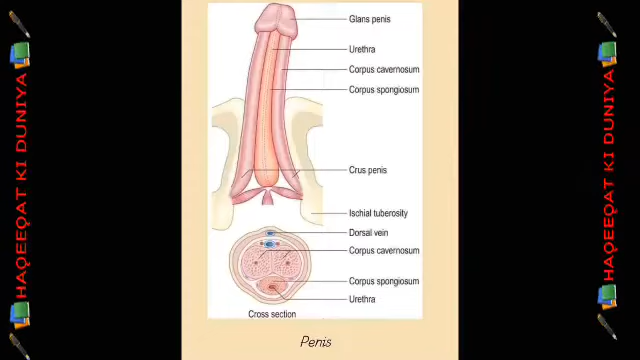 HAQEEQAT KI DUNIYA
Glans penis
Urethra
Corpus cavernosum
Corpus spongiosum
Crus penis
Ischial tuberosity
Dorsal vein
Corpus cavernosum
Corpus spongiosum
Urethra
Cross section
Penis
HAQEEQAT KI DUNIYA